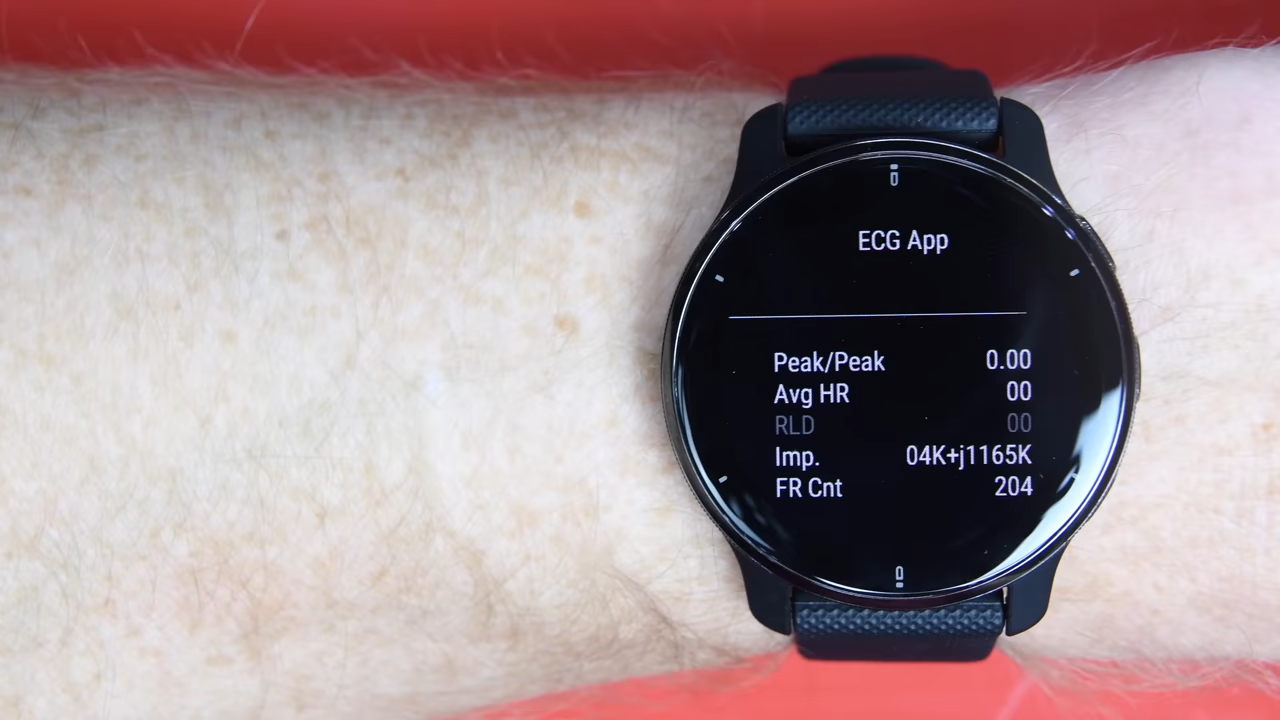 ECG App
Peak/Peak 0.00
Avg HR 00
RLD 00
Imp. 04K+j1165K
FR Cnt 204